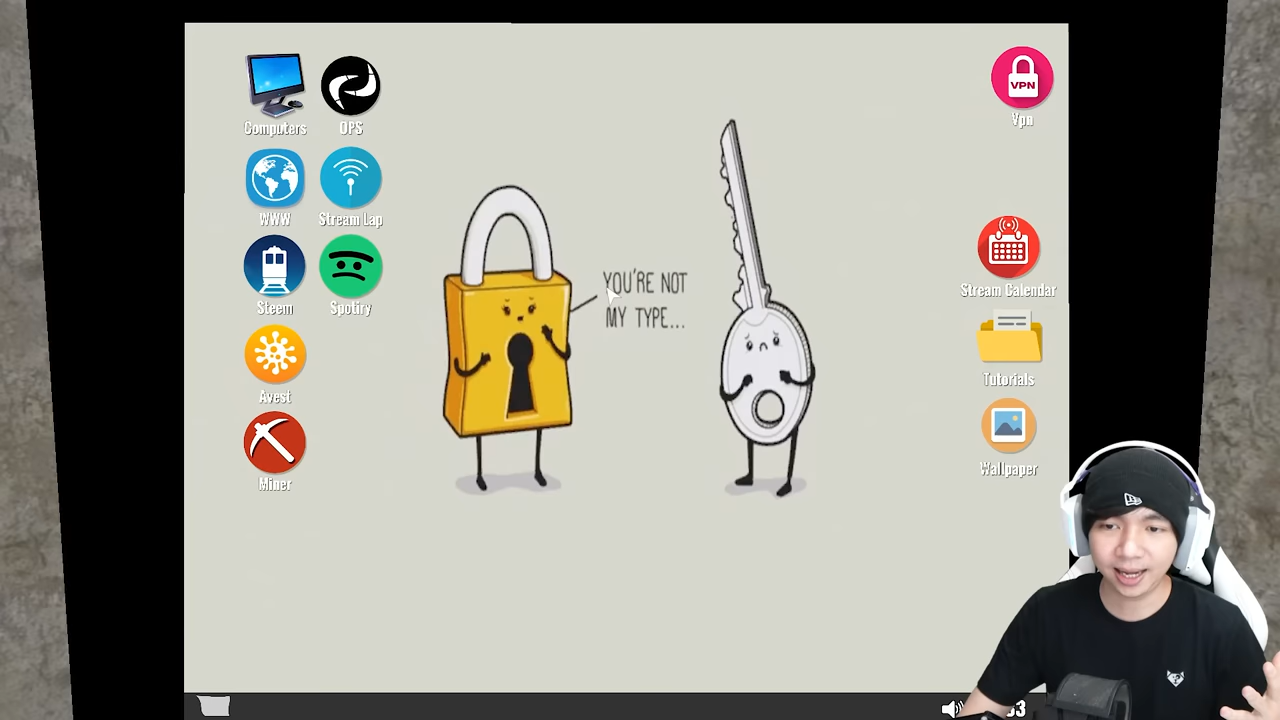 Computers
OPS
VPN
Vpn
WWW
Stream Lap
Steem
Spotiry
YOU'RE NOT
MY TYPE...
Stream Calendar
Avest
Tutorials
Miner
Wallpaper